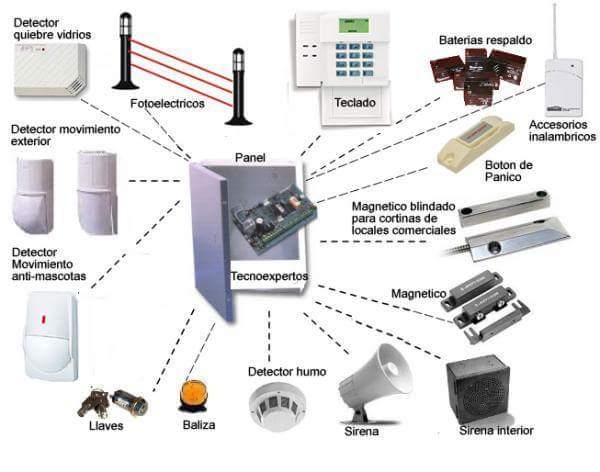 Detector
quiebre vidrios
Fotoelectricos
Teclado
Baterias respaldo
Accesorios
inalambricos
Detector movimiento
exterior
Panel
Boton de
Panico
Magnetico blindado
para cortinas de
locales comerciales
Detector
Movimiento
anti-mascotas
Tecnoexpertos
Magnetico
Detector humo
Llaves
Baliza
Sirena
Sirena interior